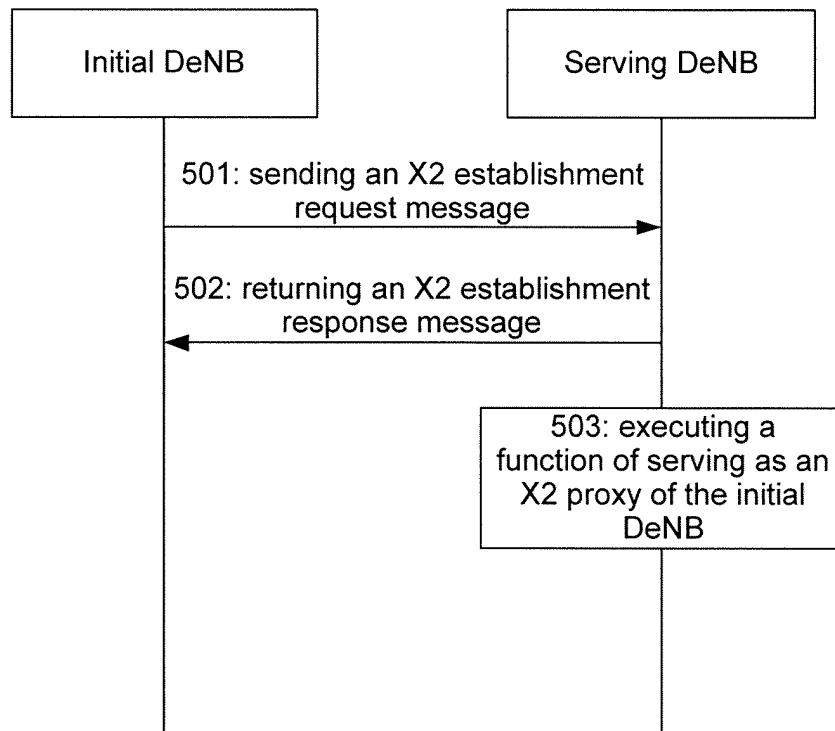 Initial DeNB
Serving DeNB
501: sending an X2 establishment
request message
502: returning an X2 establishment
response message
503: executing a
function of serving as an
X2 proxy of the initial
DeNB